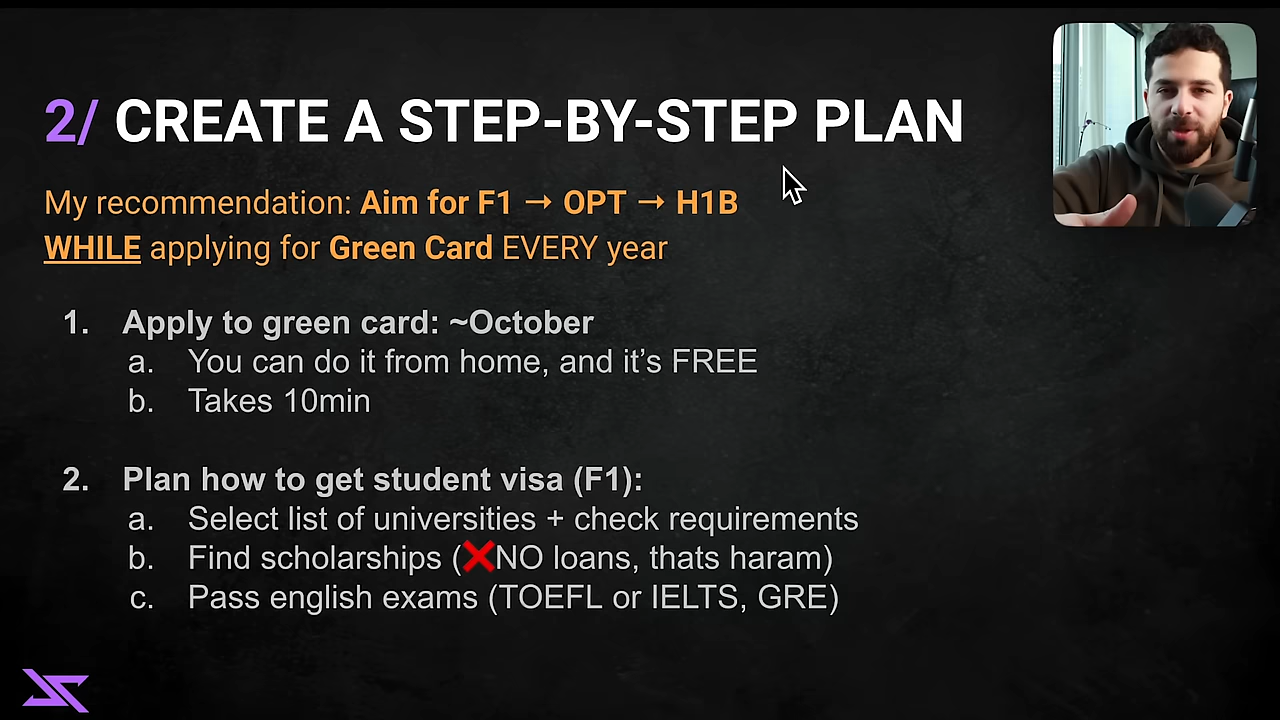 2/ CREATE A STEP-BY-STEP PLAN
My recommendation: Aim for F1 → OPT → H1B
WHILE applying for Green Card EVERY year
1. Apply to green card: ~October
a. You can do it from home, and it's FREE
b. Takes 10min
2. Plan how to get student visa (F1):
a. Select list of universities + check requirements
b. Find scholarships (❌NO loans, thats haram)
c. Pass english exams (TOEFL or IELTS, GRE)